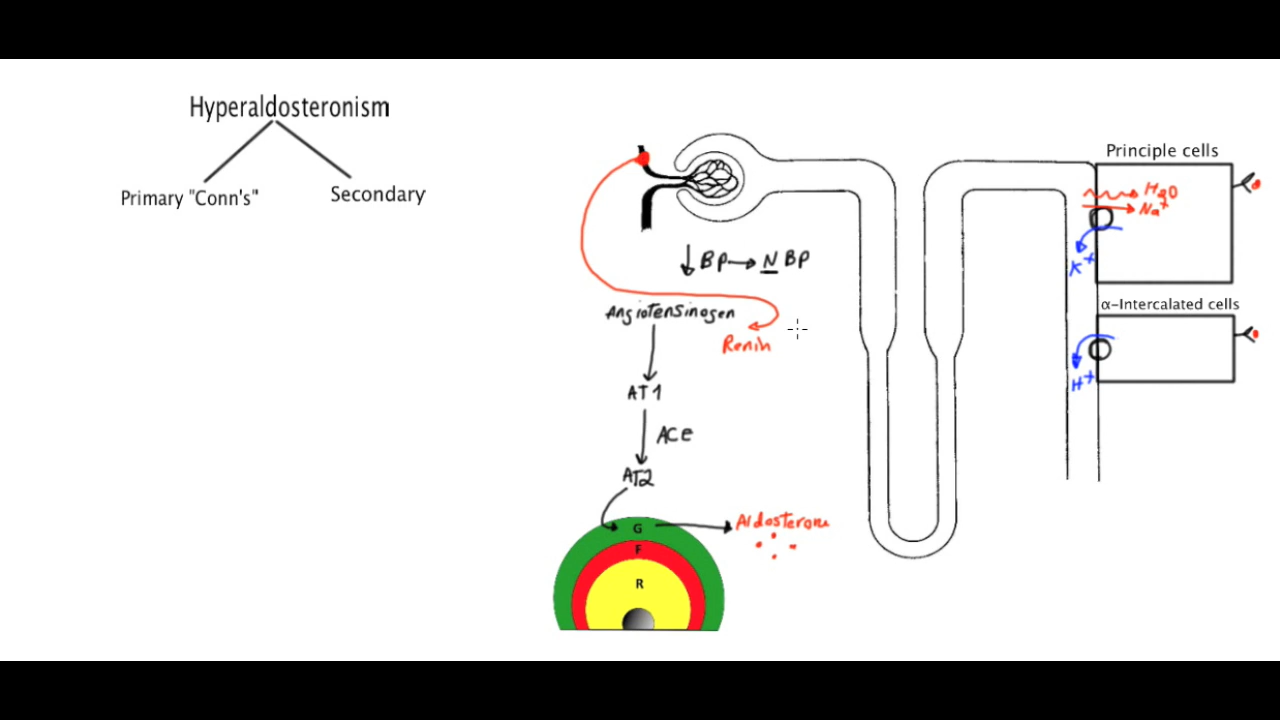 Hyperaldosteronism
Primary "Conn's"
Secondary
↓ BP → N BP
Angiotensinogen
Renin
AT1
ACe
AT2
Aldosterone
G
F
R
Principle cells
H2O
Na+
K+
α-Intercalated cells
H+